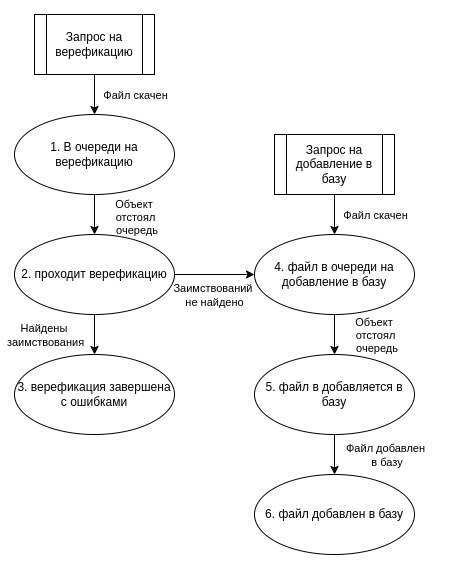 Запрос на
верефикацию
Файл скачен
1. В очереди на
верефикацию
Объект
отстоял
очередь
2. проходит верефикацию
Найдены
заимствования
3. верефикация завершена
с ошибками
Заимствований
не найдено
Запрос на
добавление в
базу
Файл скачен
4. файл в очереди на
добавление в базу
Объект
отстоял
очередь
5. файл в добавляется в
базу
Файл добавлен
в базу
6. файл добавлен в базу